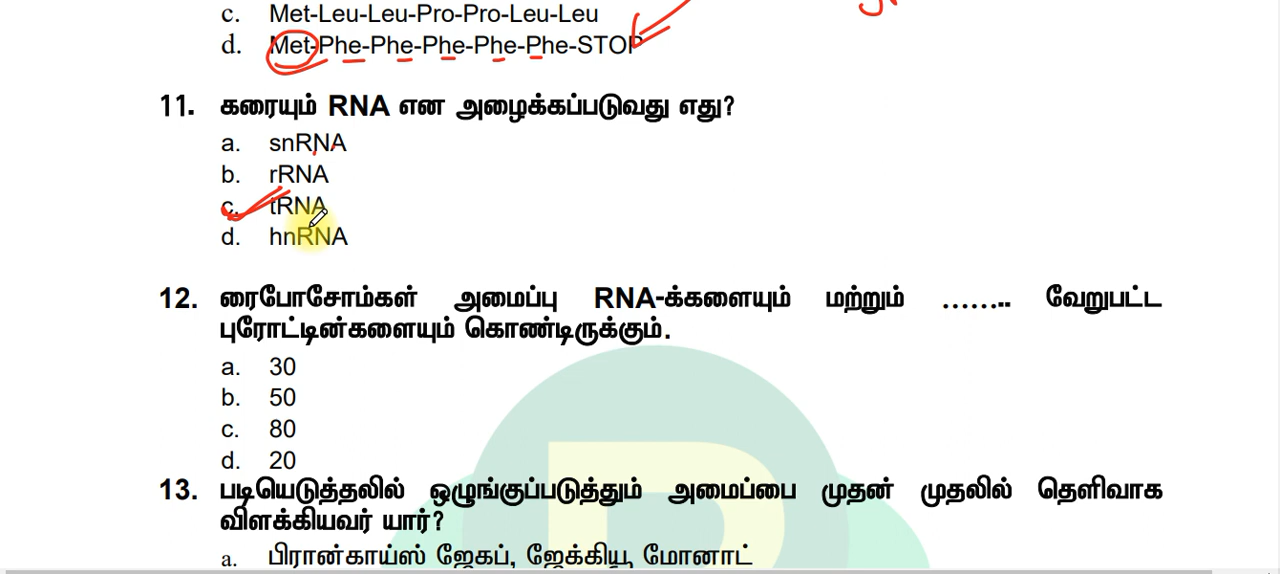 c. Met-Leu-Leu-Pro-Pro-Leu-Leu
d. Met-Phe-Phe-Phe-Phe-Phe-STOP
11. கரையும் RNA என அழைக்கப்படுவது எது?
a. snRNA
b. rRNA
c. tRNA
d. hnRNA
12. ரைபோசோம்கள் அமைப்பு RNA-க்களையும் மற்றும் …….. வேறுபட்ட
புரோட்டின்களையும் கொண்டிருக்கும்.
a. 30
b. 50
c. 80
d. 20
13. படியெடுத்தலில் ஒழுங்குப்படுத்தும் அமைப்பை முதன் முதலில் தெளிவாக
விளக்கியவர் யார்?
a. பிரான்காய்ஸ் ஜேகப், ஜேக்கியூ மோனாட்